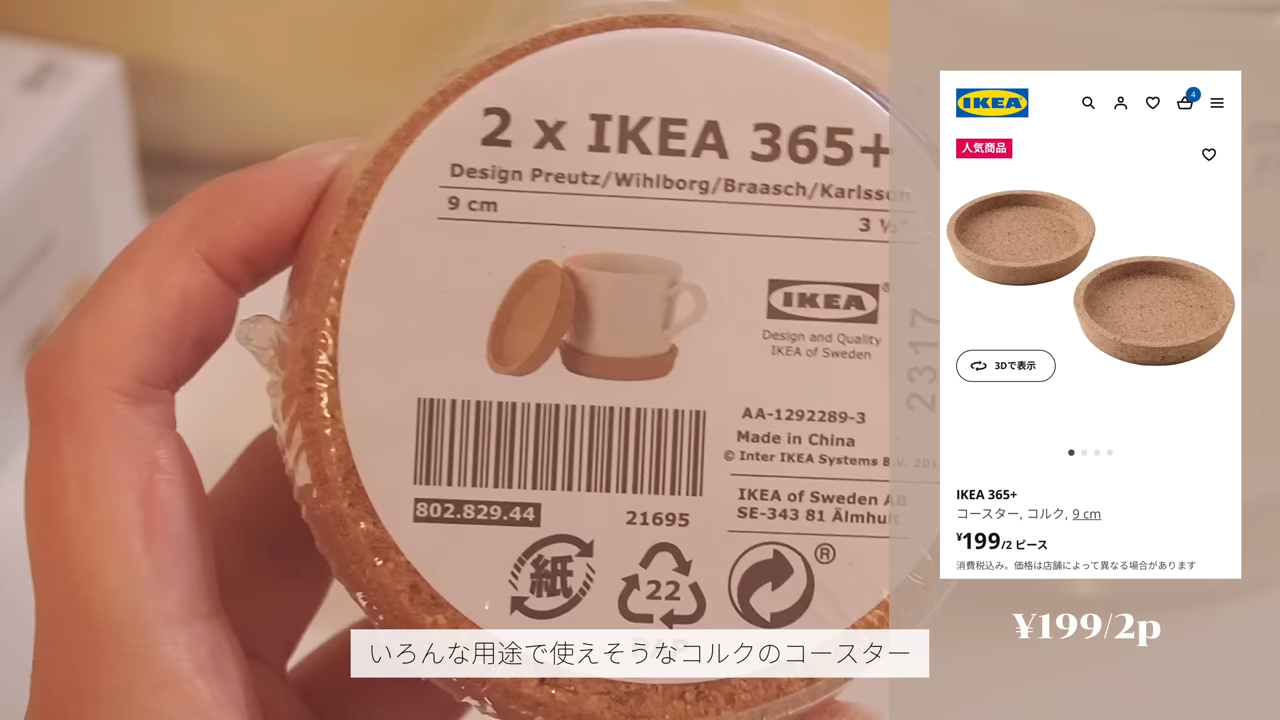 2 x IKEA 365+
Design Preutz/Wihlborg/Braasch/Karlsson
9 cm
3 ½"
IKEA
Design and Quality
IKEA of Sweden
2317
AA-1292289-3
Made in China
© Inter IKEA Systems B.V. 201
IKEA of Sweden AB
SE-343 81 Älmhult
802.829.44
21695
紙
22
®
いろんな用途で使えそうなコルクのコースター
IKEA
4
人気商品
3Dで表示
IKEA 365+
コースター, コルク, 9 cm
¥199/2 ピース
消費税込み。価格は店舗によって異なる場合があります
¥199/2p